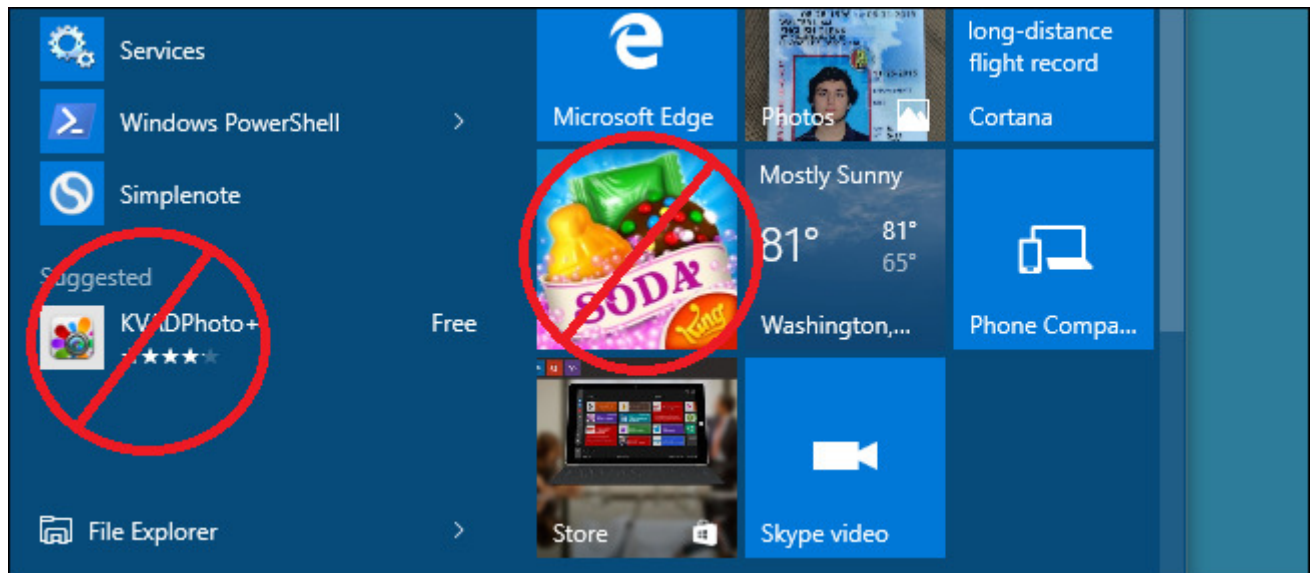 Services
Windows PowerShell
Simplenote
Suggested
KVADPhoto+
Free
File Explorer
Microsoft Edge
Photos
long-distance
flight record
Cortana
SODA
King
Mostly Sunny
81°
81°
65°
Washington,...
Phone Compa...
Store
Skype video